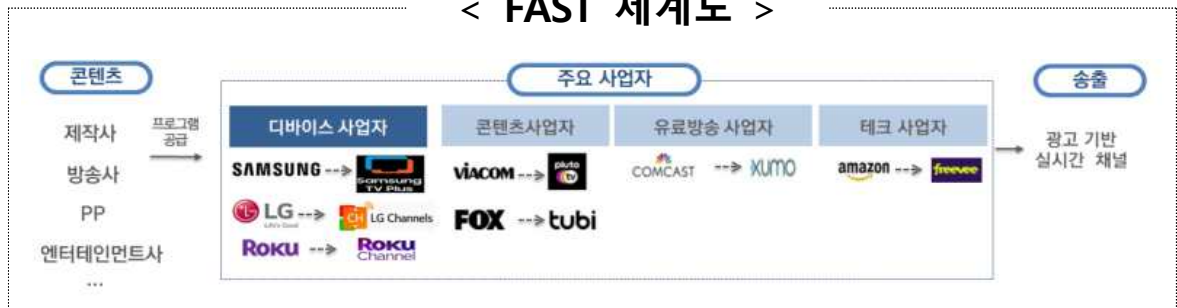 < FAST 세계도 >
콘텐츠
제작사
방송사
PP
엔터테인먼트사
...
프로그램
공급
주요 사업자
디바이스 사업자
SAMSUNG --> Samsung TV Plus
LG Life's Good --> CH LG Channels
ROKU --> ROKU Channel
콘텐츠사업자
VIACOM --> pluto tv
FOX --> tubi
유료방송 사업자
COMCAST --> XUMO
테크 사업자
amazon --> freevee
송출
광고 기반
실시간 채널